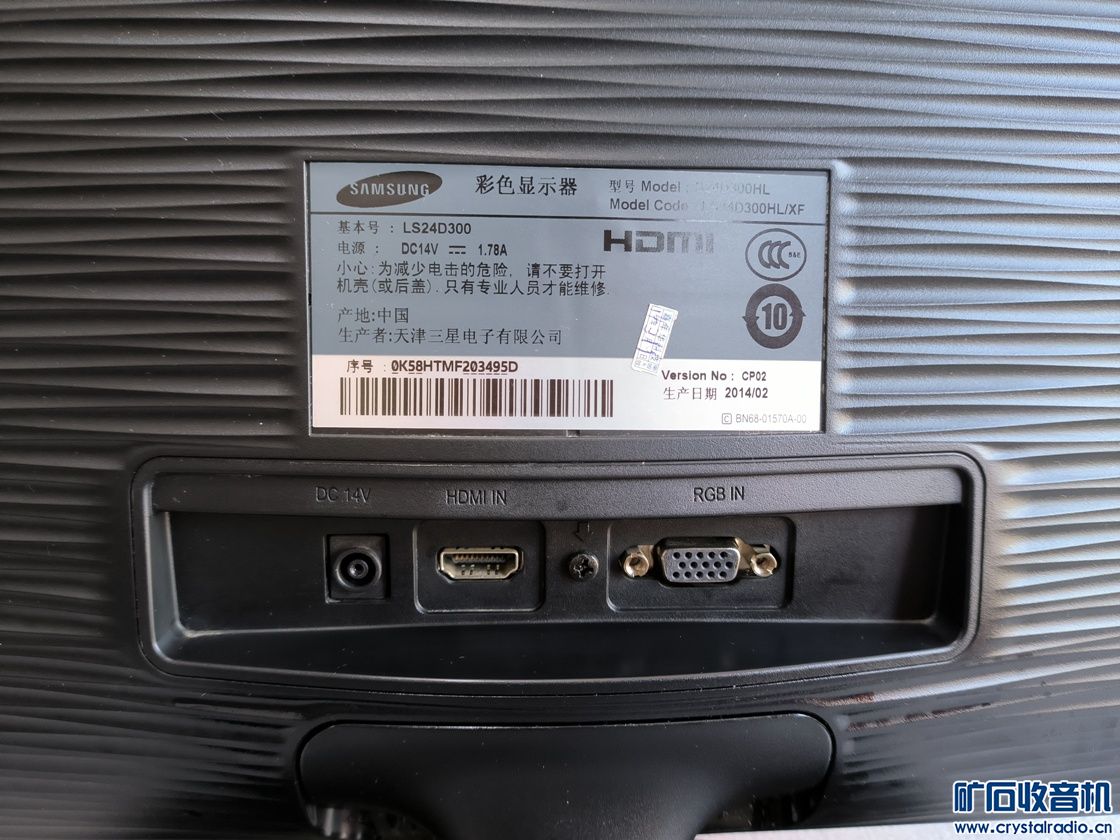 SAMSUNG
彩色显示器
型号 Model : S24D300HL
Model Code : LS24D300HL/XF
基本号 : LS24D300
电源 : DC14V 1.78A
HDMI
小心:为减少电击的危险, 请不要打开
机壳(或后盖).只有专业人员才能维修.
产地:中国
生产者:天津三星电子有限公司
CCC S&E
10
序号 : 0K58HTMF203495D
Version No : CP02
生产日期 2014/02
C BN68-01570A-00
DC 14V
HDMI IN
RGB IN
矿石收音机
www.crystalradio.cn